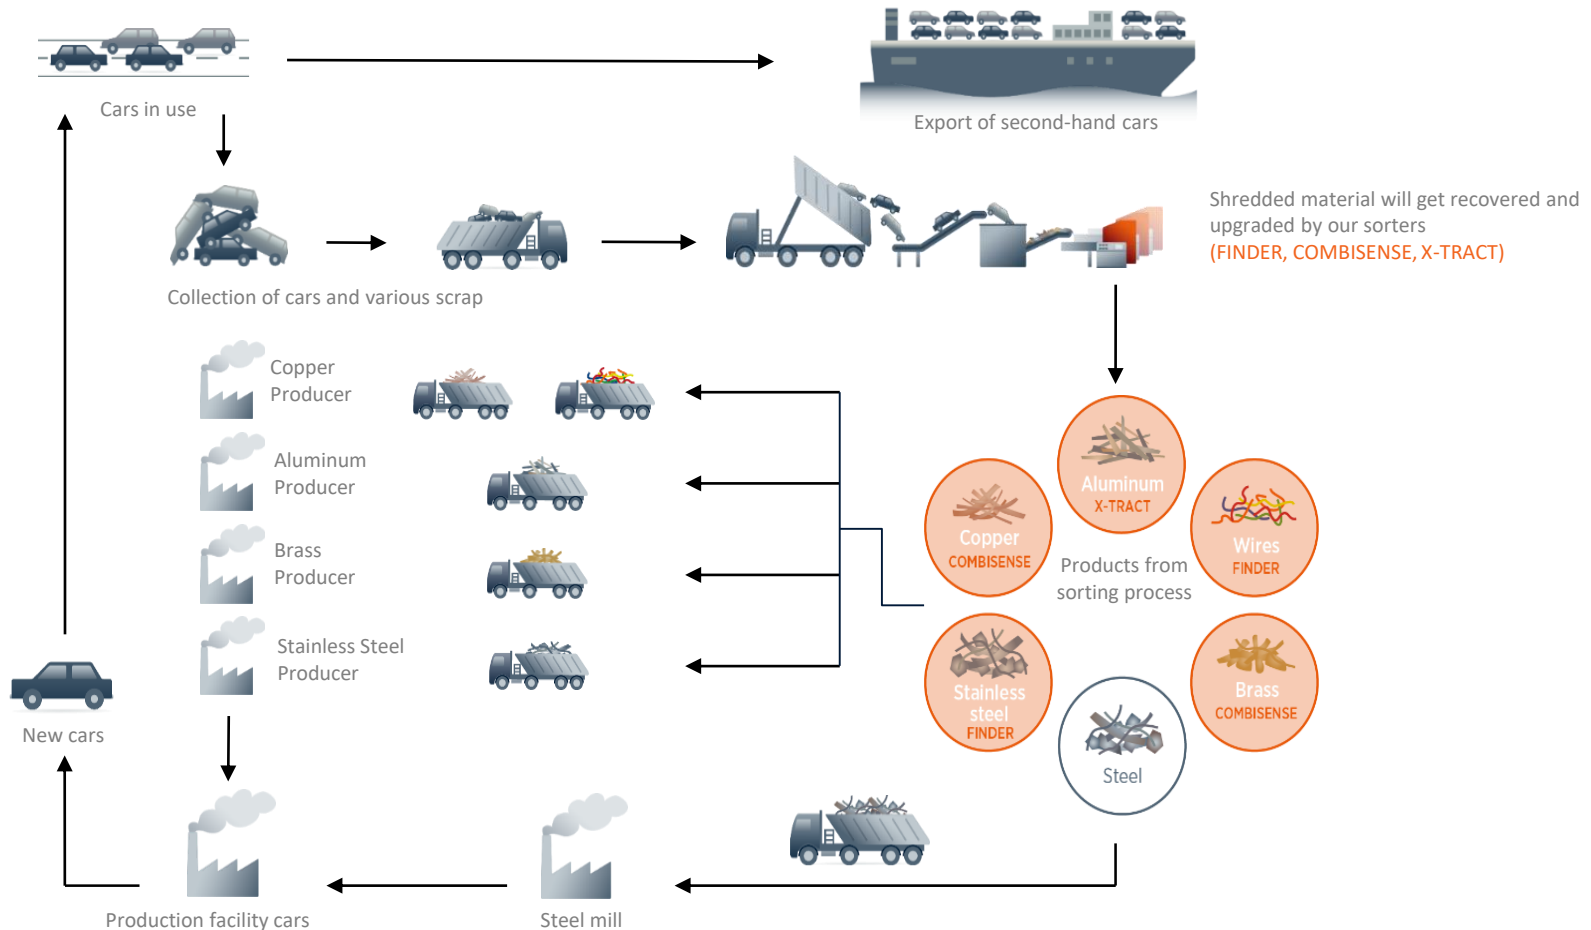 Cars in use
Export of second-hand cars
Shredded material will get recovered and
upgraded by our sorters
(FINDER, COMBISENSE, X-TRACT)
Collection of cars and various scrap
Copper
Producer
Aluminum
Producer
Brass
Producer
Stainless Steel
Producer
Aluminum
X-TRACT
Copper
COMBISENSE
Wires
FINDER
Products from
sorting process
Stainless
steel
FINDER
Brass
COMBISENSE
Steel
New cars
Production facility cars
Steel mill